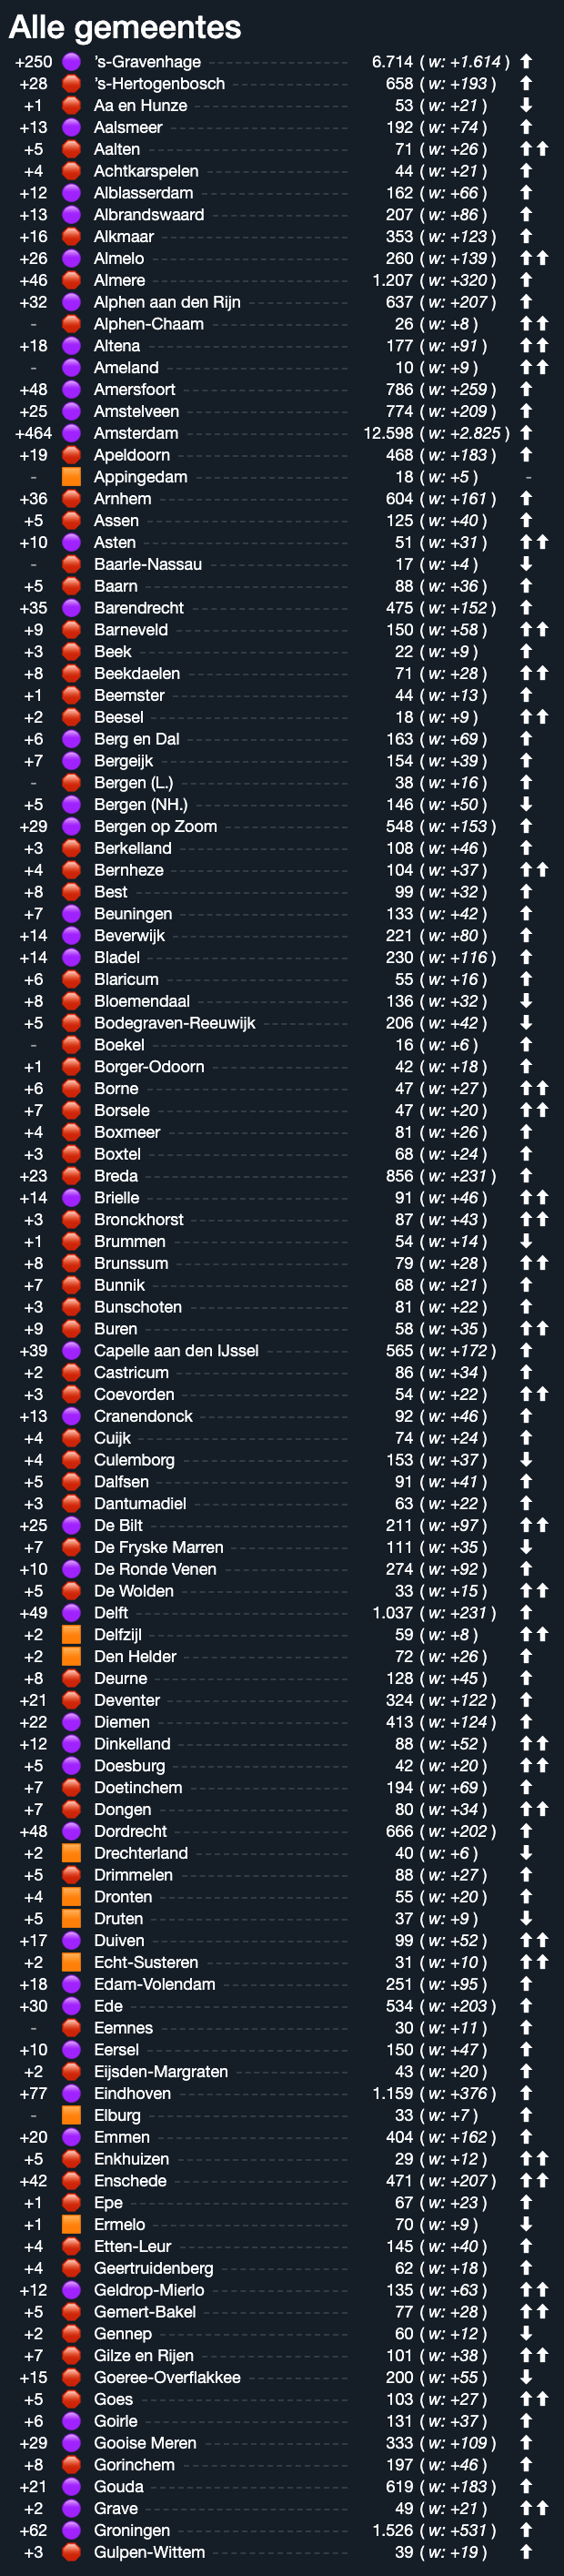 Alle gemeentes
+250 's-Gravenhage 6.714 ( w: +1.614 )
+28 's-Hertogenbosch 658 ( w: +193 )
+1 Aa en Hunze 53 ( w: +21 )
+13 Aalsmeer 192 ( w: +74 )
+5 Aalten 71 ( w: +26 )
+4 Achtkarspelen 44 ( w: +21 )
+12 Alblasserdam 162 ( w: +66 )
+13 Albrandswaard 207 ( w: +86 )
+16 Alkmaar 353 ( w: +123 )
+26 Almelo 260 ( w: +139 )
+46 Almere 1.207 ( w: +320 )
+32 Alphen aan den Rijn 637 ( w: +207 )
- Alphen-Chaam 26 ( w: +8 )
+18 Altena 177 ( w: +91 )
- Ameland 10 ( w: +9 )
+48 Amersfoort 786 ( w: +259 )
+25 Amstelveen 774 ( w: +209 )
+464 Amsterdam 12.598 ( w: +2.825 )
+19 Apeldoorn 468 ( w: +183 )
- Appingedam 18 ( w: +5 ) -
+36 Arnhem 604 ( w: +161 )
+5 Assen 125 ( w: +40 )
+10 Asten 51 ( w: +31 )
- Baarle-Nassau 17 ( w: +4 )
+5 Baarn 88 ( w: +36 )
+35 Barendrecht 475 ( w: +152 )
+9 Barneveld 150 ( w: +58 )
+3 Beek 22 ( w: +9 )
+8 Beekdaelen 71 ( w: +28 )
+1 Beemster 44 ( w: +13 )
+2 Beesel 18 ( w: +9 )
+6 Berg en Dal 163 ( w: +69 )
+7 Bergeijk 154 ( w: +39 )
- Bergen (L.) 38 ( w: +16 )
+5 Bergen (NH.) 146 ( w: +50 )
+29 Bergen op Zoom 548 ( w: +153 )
+3 Berkelland 108 ( w: +46 )
+4 Bernheze 104 ( w: +37 )
+8 Best 99 ( w: +32 )
+7 Beuningen 133 ( w: +42 )
+14 Beverwijk 221 ( w: +80 )
+14 Bladel 230 ( w: +116 )
+6 Blaricum 55 ( w: +16 )
+8 Bloemendaal 136 ( w: +32 )
+5 Bodegraven-Reeuwijk 206 ( w: +42 )
- Boekel 16 ( w: +6 )
+1 Borger-Odoorn 42 ( w: +18 )
+6 Borne 47 ( w: +27 )
+7 Borsele 47 ( w: +20 )
+4 Boxmeer 81 ( w: +26 )
+3 Boxtel 68 ( w: +24 )
+23 Breda 856 ( w: +231 )
+14 Brielle 91 ( w: +46 )
+3 Bronckhorst 87 ( w: +43 )
+1 Brummen 54 ( w: +14 )
+8 Brunssum 79 ( w: +28 )
+7 Bunnik 68 ( w: +21 )
+3 Bunschoten 81 ( w: +22 )
+9 Buren 58 ( w: +35 )
+39 Capelle aan den IJssel 565 ( w: +172 )
+2 Castricum 86 ( w: +34 )
+3 Coevorden 54 ( w: +22 )
+13 Cranendonck 92 ( w: +46 )
+4 Cuijk 74 ( w: +24 )
+4 Culemborg 153 ( w: +37 )
+5 Dalfsen 91 ( w: +41 )
+3 Dantumadiel 63 ( w: +22 )
+25 De Bilt 211 ( w: +97 )
+7 De Fryske Marren 111 ( w: +35 )
+10 De Ronde Venen 274 ( w: +92 )
+5 De Wolden 33 ( w: +15 )
+49 Delft 1.037 ( w: +231 )
+2 Delfzijl 59 ( w: +8 )
+2 Den Helder 72 ( w: +26 )
+8 Deurne 128 ( w: +45 )
+21 Deventer 324 ( w: +122 )
+22 Diemen 413 ( w: +124 )
+12 Dinkelland 88 ( w: +52 )
+5 Doesburg 42 ( w: +20 )
+7 Doetinchem 194 ( w: +69 )
+7 Dongen 80 ( w: +34 )
+48 Dordrecht 666 ( w: +202 )
+2 Drechterland 40 ( w: +6 )
+5 Drimmelen 88 ( w: +27 )
+4 Dronten 55 ( w: +20 )
+5 Druten 37 ( w: +9 )
+17 Duiven 99 ( w: +52 )
+2 Echt-Susteren 31 ( w: +10 )
+18 Edam-Volendam 251 ( w: +95 )
+30 Ede 534 ( w: +203 )
- Eemnes 30 ( w: +11 )
+10 Eersel 150 ( w: +47 )
+2 Eijsden-Margraten 43 ( w: +20 )
+77 Eindhoven 1.159 ( w: +376 )
- Elburg 33 ( w: +7 )
+20 Emmen 404 ( w: +162 )
+5 Enkhuizen 29 ( w: +12 )
+42 Enschede 471 ( w: +207 )
+1 Epe 67 ( w: +23 )
+1 Ermelo 70 ( w: +9 )
+4 Etten-Leur 145 ( w: +40 )
+4 Geertruidenberg 62 ( w: +18 )
+12 Geldrop-Mierlo 135 ( w: +63 )
+5 Gemert-Bakel 77 ( w: +28 )
+2 Gennep 60 ( w: +12 )
+7 Gilze en Rijen 101 ( w: +38 )
+15 Goeree-Overflakkee 200 ( w: +55 )
+5 Goes 103 ( w: +27 )
+6 Goirle 131 ( w: +37 )
+29 Gooise Meren 333 ( w: +109 )
+8 Gorinchem 197 ( w: +46 )
+21 Gouda 619 ( w: +183 )
+2 Grave 49 ( w: +21 )
+62 Groningen 1.526 ( w: +531 )
+3 Gulpen-Wittem 39 ( w: +19 )